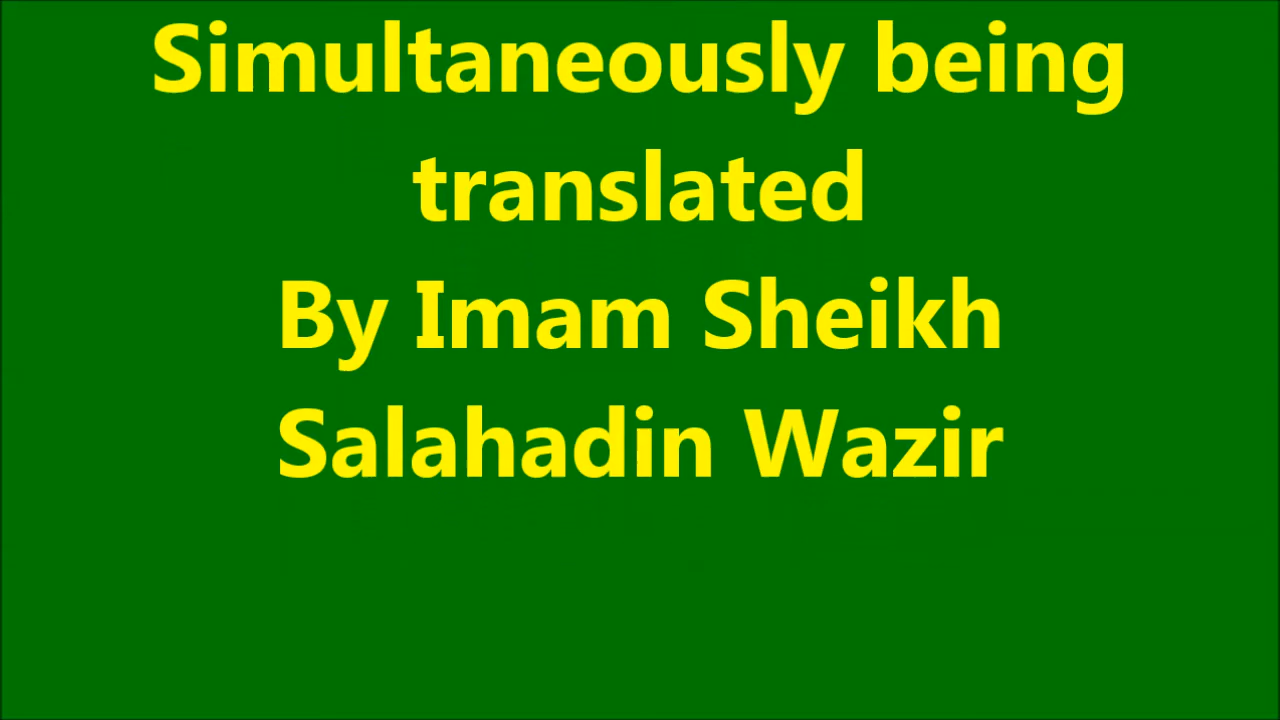 Simultaneously being
translated
By Imam Sheikh
Salahadin Wazir